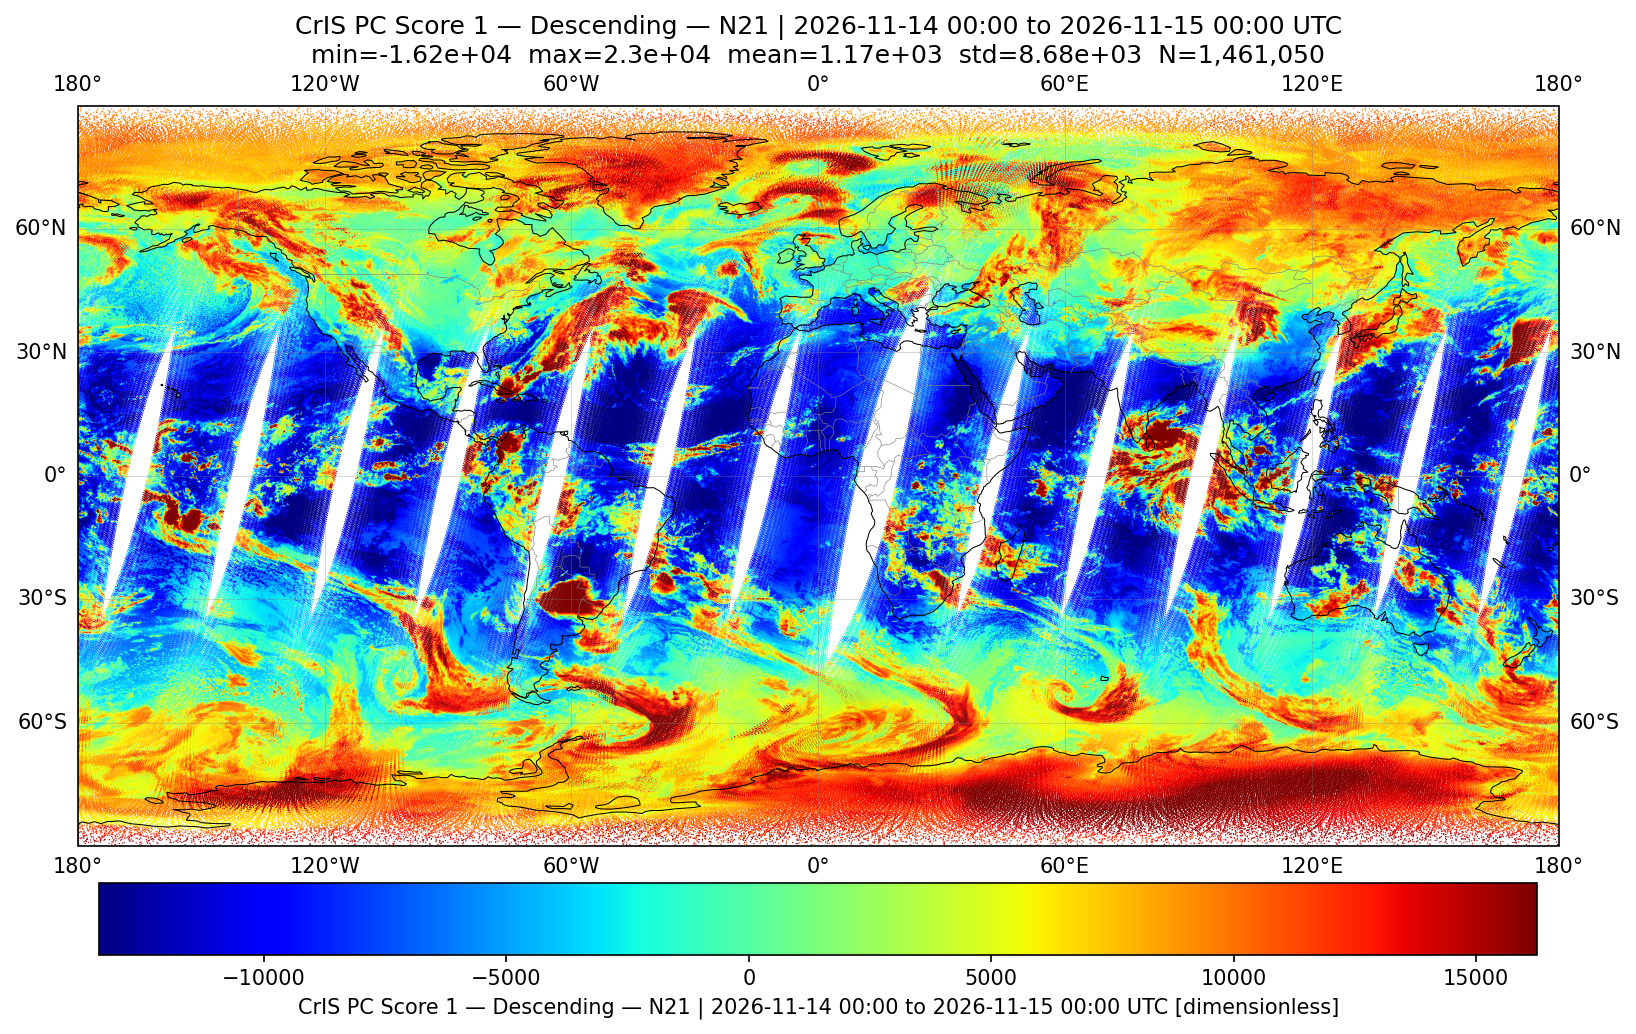 CrIS PC Score 1 — Descending — N21 | 2026-11-14 00:00 to 2026-11-15 00:00 UTC
min=-1.62e+04 max=2.3e+04 mean=1.17e+03 std=8.68e+03 N=1,461,050
180° 120°W 60°W 0° 60°E 120°E 180°
60°N 60°N
30°N 30°N
0° 0°
30°S 30°S
60°S 60°S
180° 120°W 60°W 0° 60°E 120°E 180°
−10000 −5000 0 5000 10000 15000
CrIS PC Score 1 — Descending — N21 | 2026-11-14 00:00 to 2026-11-15 00:00 UTC [dimensionless]